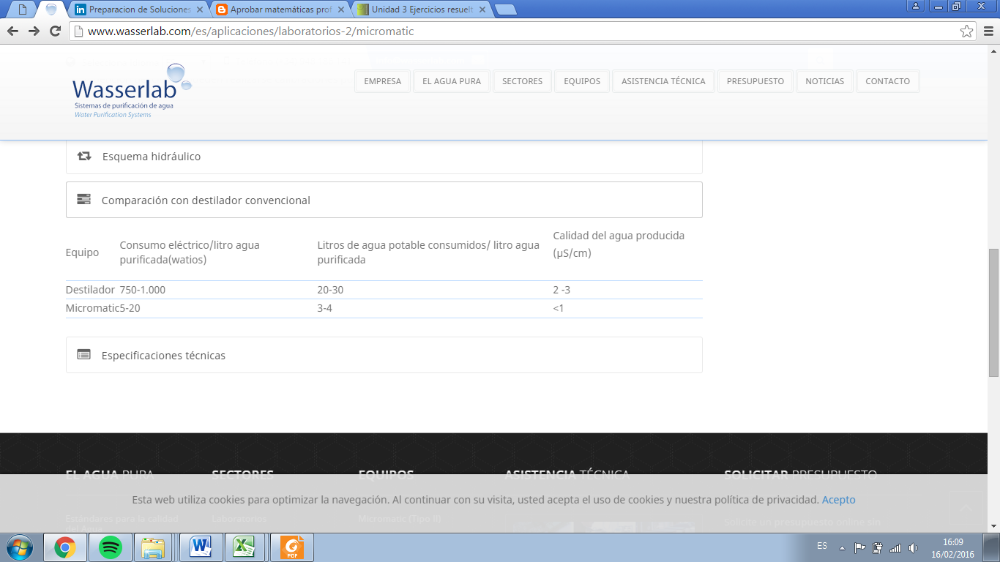 Preparacion de Soluciones
Aprobar matemáticas prof
Unidad 3 Ejercicios resuelt
www.wasserlab.com/es/aplicaciones/laboratorios-2/micromatic
Wasserlab
Sistemas de purificación de agua
Water Purification Systems
EMPRESA EL AGUA PURA SECTORES EQUIPOS ASISTENCIA TÉCNICA PRESUPUESTO NOTICIAS CONTACTO
Esquema hidráulico
Comparación con destilador convencional
Equipo Consumo eléctrico/litro agua purificada(watios) Litros de agua potable consumidos/ litro agua purificada Calidad del agua producida (µS/cm)
Destilador 750-1.000 20-30 2 -3
Micromatic5-20 3-4 <1
Especificaciones técnicas
EL AGUA PURA SECTORES EQUIPOS ASISTENCIA TÉCNICA SOLICITAR PRESUPUESTO
Esta web utiliza cookies para optimizar la navegación. Al continuar con su visita, usted acepta el uso de cookies y nuestra política de privacidad. Acepto
Estándares para la calidad del Agua
Laboratorios
Micromatic (Tipo II)
Solicite un presupuesto online sin
PDF
ES
16:09
16/02/2016